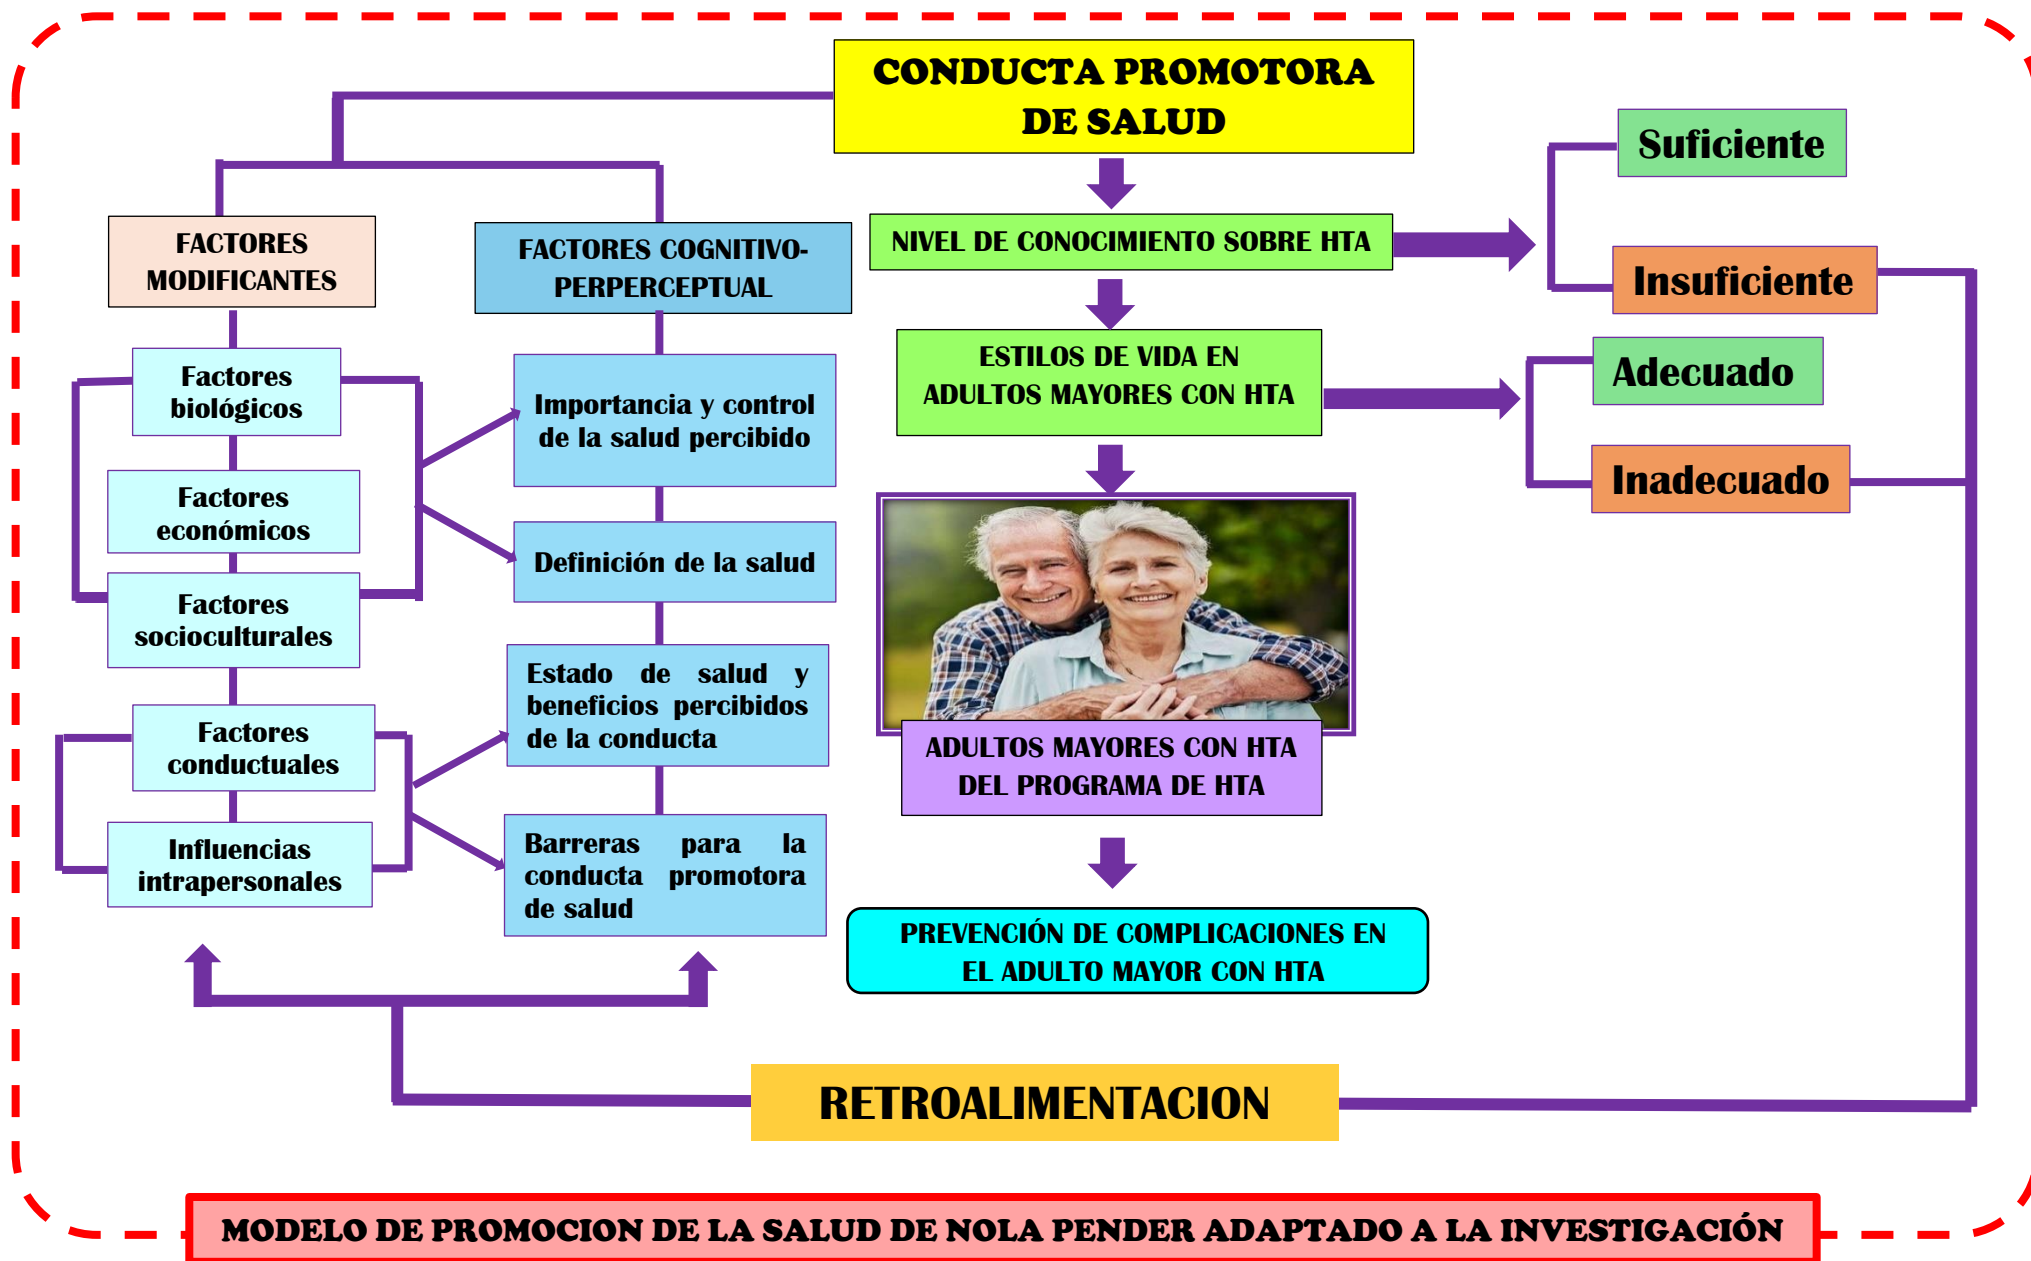 CONDUCTA PROMOTORA
DE SALUD
FACTORES
MODIFICANTES
Factores
biológicos
Factores
económicos
Factores
socioculturales
Factores
conductuales
Influencias
intrapersonales
FACTORES COGNITIVO-
PERPERCEPTUAL
Importancia y control
de la salud percibido
Definición de la salud
Estado de salud y
beneficios percibidos
de la conducta
Barreras para la
conducta promotora
de salud
NIVEL DE CONOCIMIENTO SOBRE HTA
Suficiente
Insuficiente
ESTILOS DE VIDA EN
ADULTOS MAYORES CON HTA
Adecuado
Inadecuado
ADULTOS MAYORES CON HTA
DEL PROGRAMA DE HTA
PREVENCIÓN DE COMPLICACIONES EN
EL ADULTO MAYOR CON HTA
RETROALIMENTACION
MODELO DE PROMOCION DE LA SALUD DE NOLA PENDER ADAPTADO A LA INVESTIGACIÓN